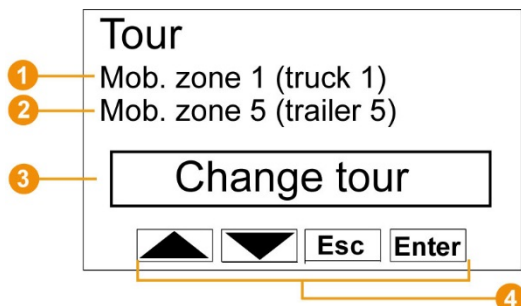 Tour
1 Mob. zone 1 (truck 1)
2 Mob. zone 5 (trailer 5)
3 Change tour
Esc Enter
4